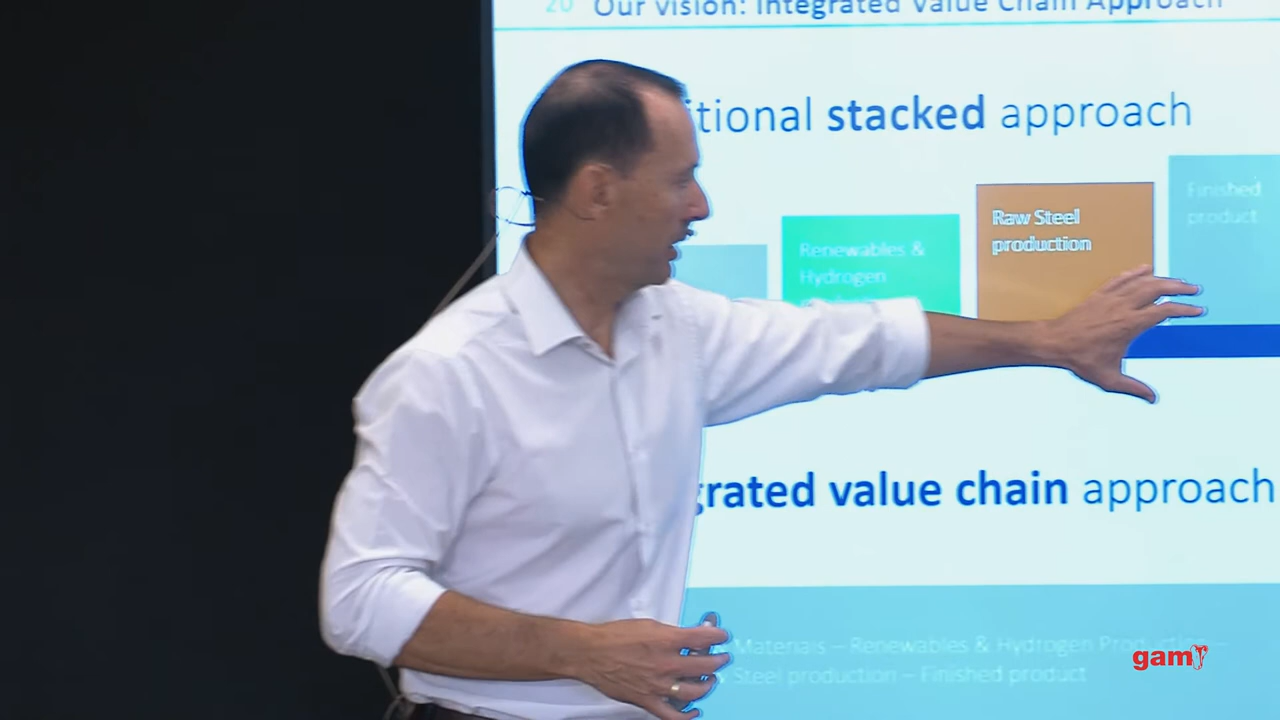 20 Our vision: Integrated Value Chain Approach
itional stacked approach
Finished
product
Raw Steel
production
Renewables &
Hydrogen
grated value chain approach
Materials – Renewables & Hydrogen Production –
Steel production – Finished product
gam